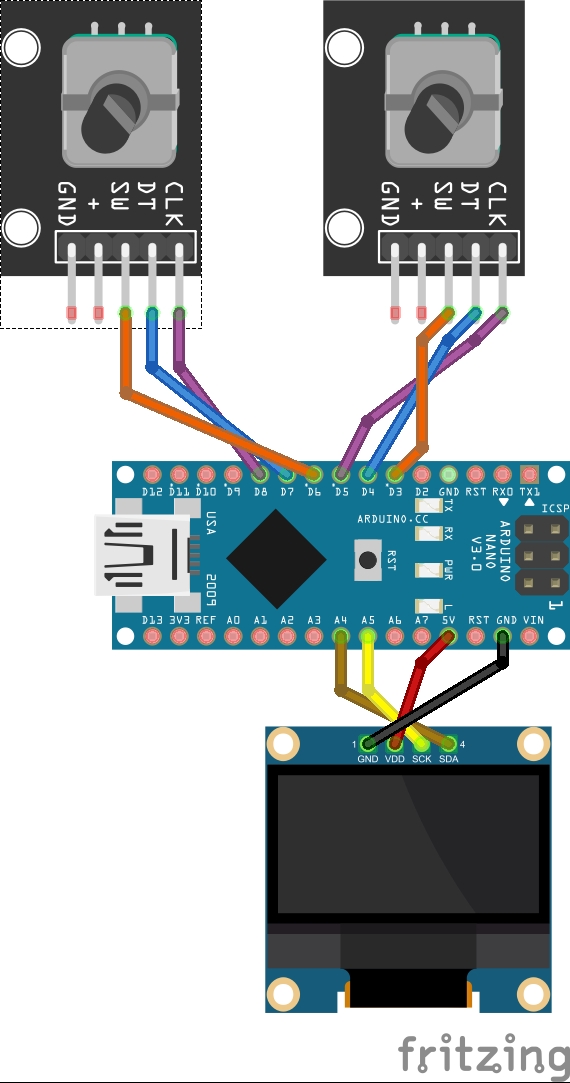 GND + SW DT CLK
GND + SW DT CLK
D12 D11 D10 D9 D8 D7 D6 D5 D4 D3 D2 GND RST RX0 TX1
TX
ICSP
ARDUINO.CC
USA
RX
ARDUINO
NANO
V3.0
RST
PWR
2009
L
1
D13 3V3 REF A0 A1 A2 A3 A4 A5 A6 A7 5V RST GND VIN
1 4
GND VDD SCK SDA
fritzing